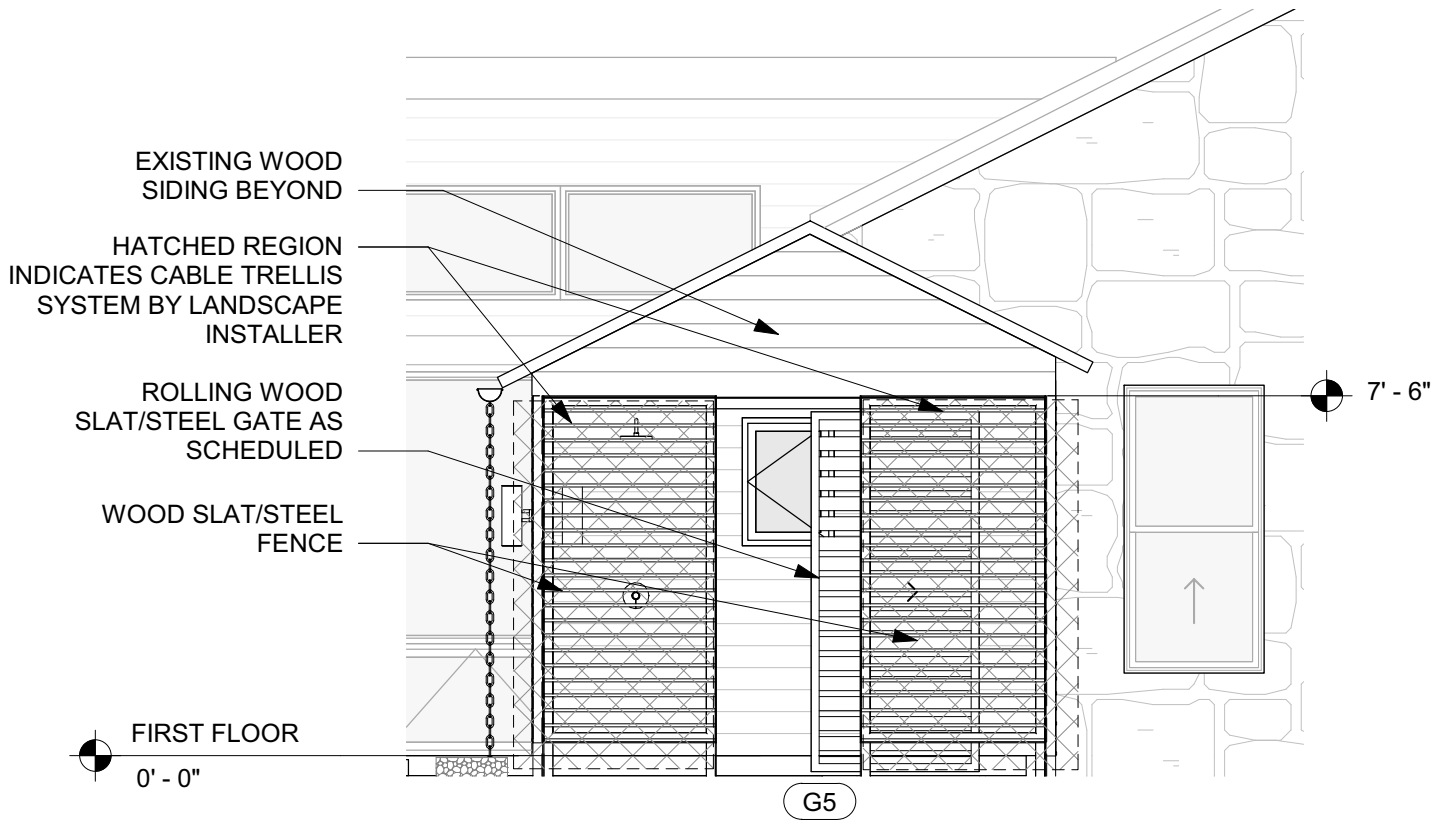 EXISTING WOOD
SIDING BEYOND
HATCHED REGION
INDICATES CABLE TRELLIS
SYSTEM BY LANDSCAPE
INSTALLER
ROLLING WOOD
SLAT/STEEL GATE AS
SCHEDULED
WOOD SLAT/STEEL
FENCE
7' - 6"
FIRST FLOOR
0' - 0"
G5